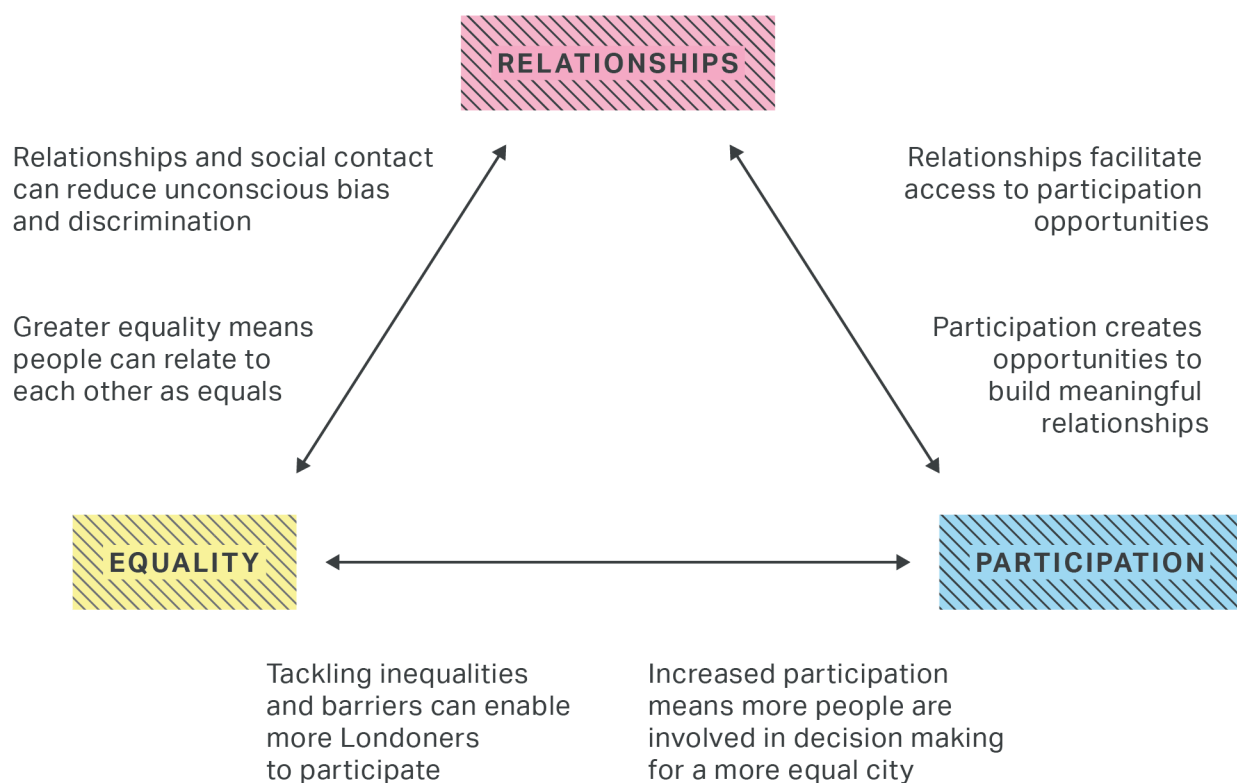 RELATIONSHIPS
Relationships and social contact
can reduce unconscious bias
and discrimination
Relationships facilitate
access to participation
opportunities
Greater equality means
people can relate to
each other as equals
Participation creates
opportunities to
build meaningful
relationships
EQUALITY
PARTICIPATION
Tackling inequalities
and barriers can enable
more Londoners
to participate
Increased participation
means more people are
involved in decision making
for a more equal city